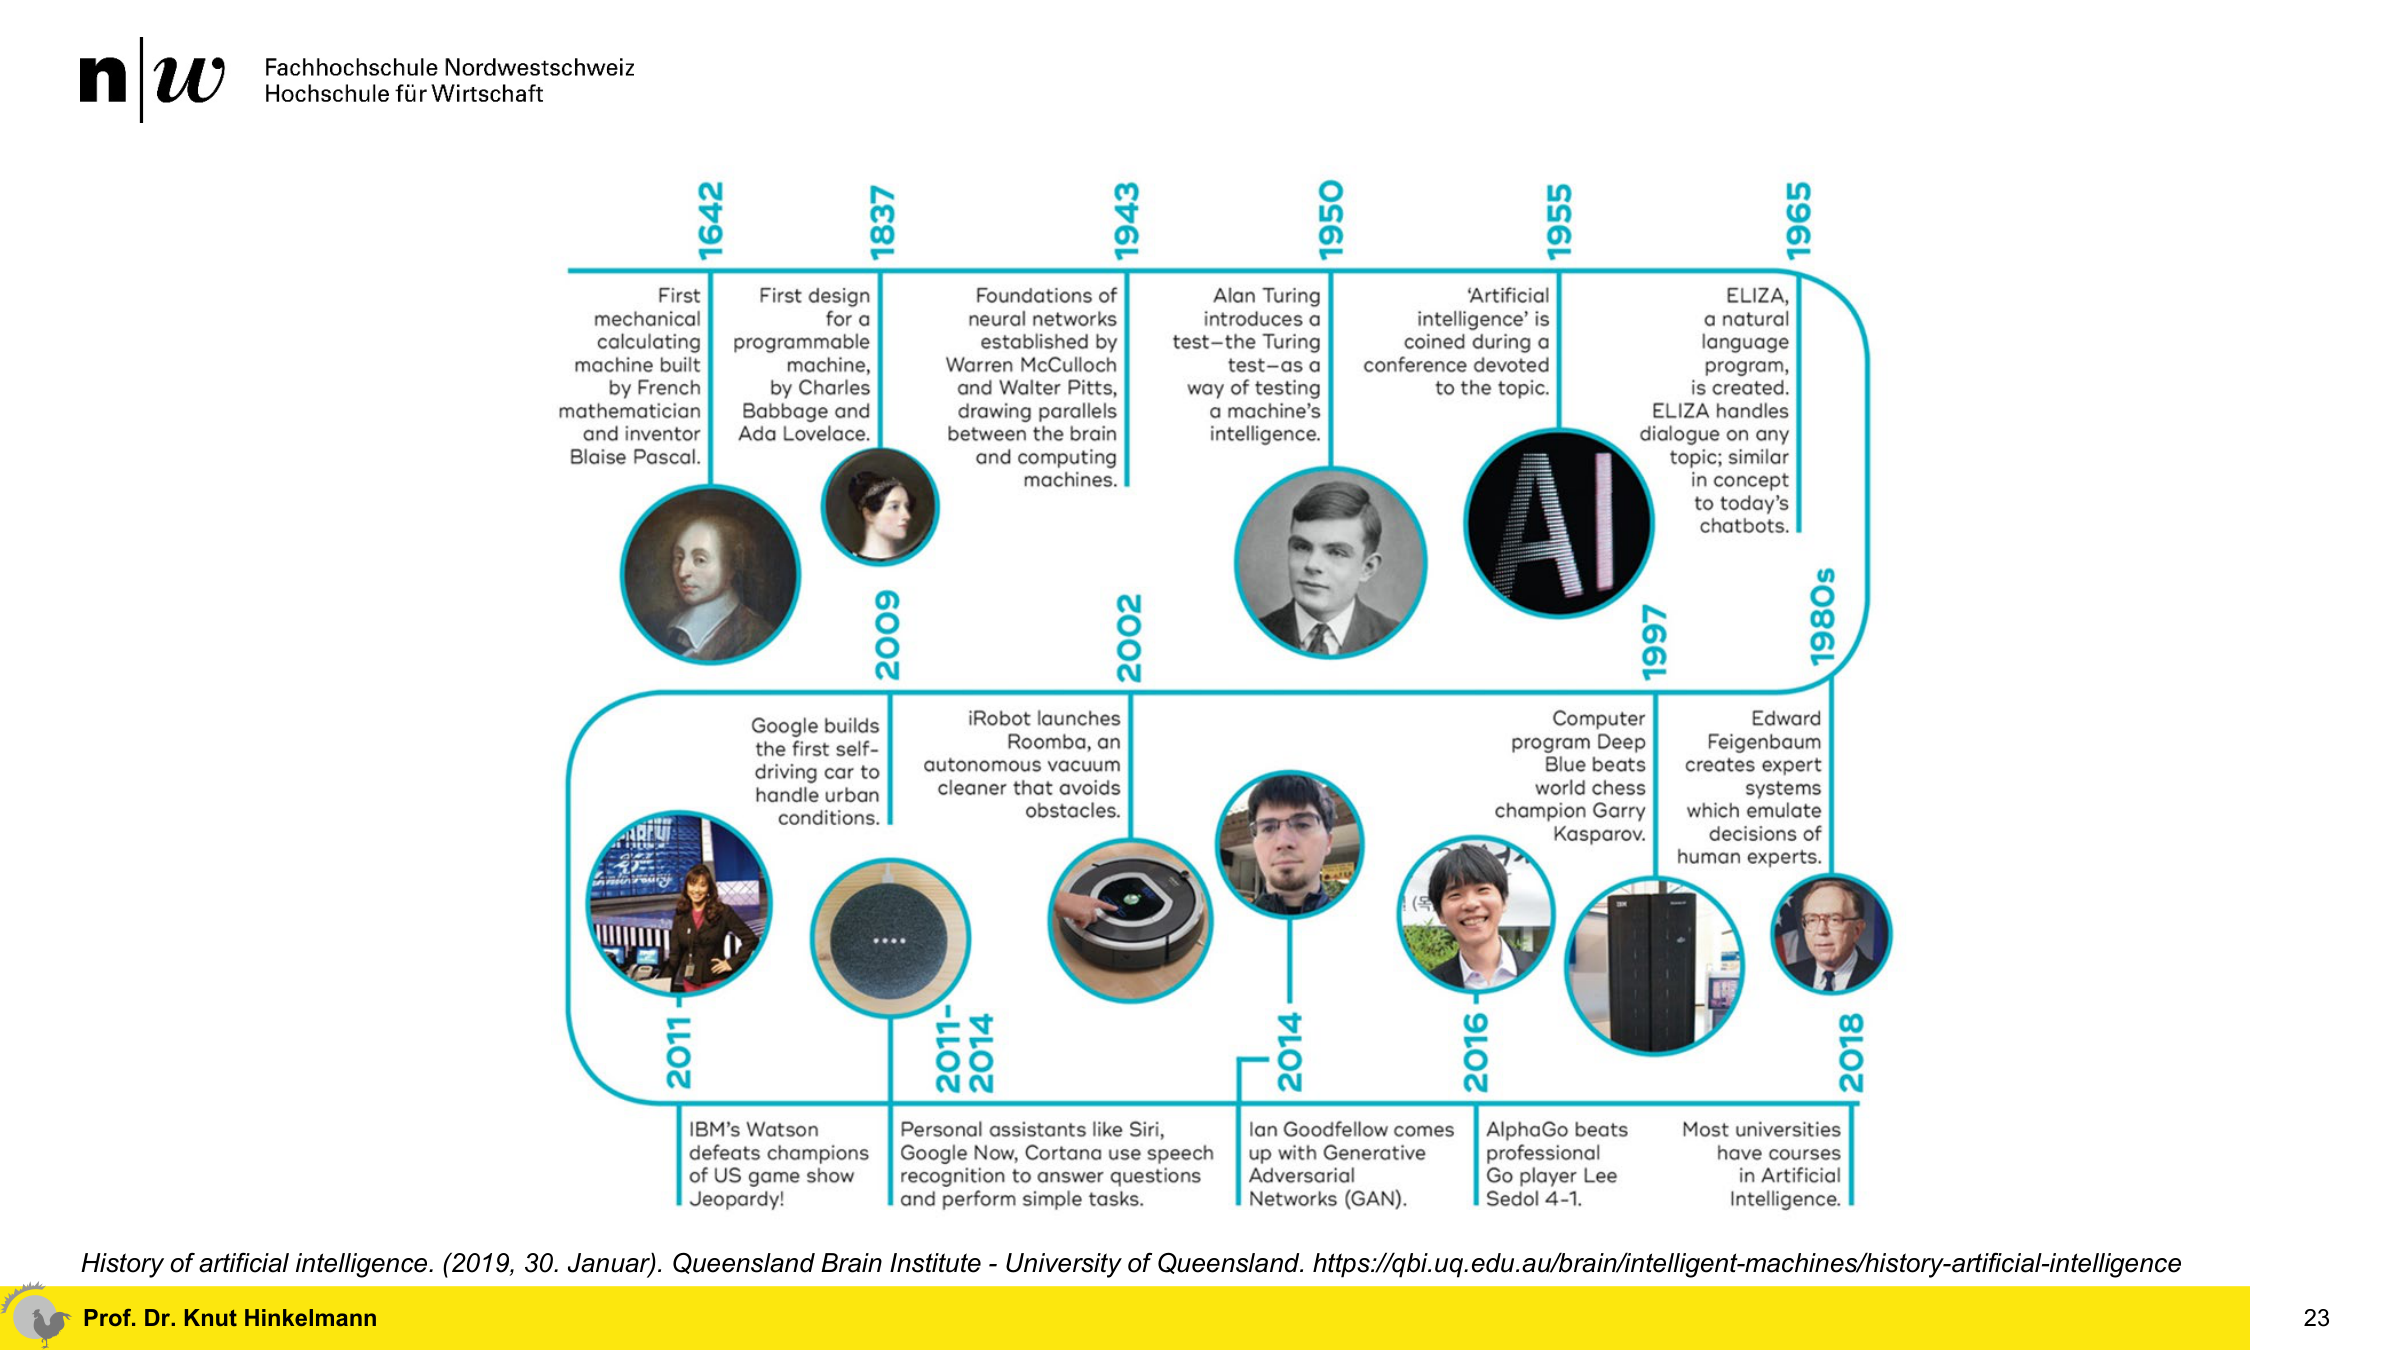 n|w
Fachhochschule Nordwestschweiz
Hochschule für Wirtschaft
1642
First
mechanical
calculating
machine built
by French
mathematician
and inventor
Blaise Pascal.
1837
First design
for a
programmable
machine,
by Charles
Babbage and
Ada Lovelace.
1943
Foundations of
neural networks
established by
Warren McCulloch
and Walter Pitts,
drawing parallels
between the brain
and computing
machines.
1950
Alan Turing
introduces a
test–the Turing
test–as a
way of testing
a machine's
intelligence.
1955
'Artificial
intelligence' is
coined during a
conference devoted
to the topic.
AI
1965
ELIZA,
a natural
language
program,
is created.
ELIZA handles
dialogue on any
topic; similar
in concept
to today's
chatbots.
1980s
Edward
Feigenbaum
creates expert
systems
which emulate
decisions of
human experts.
1997
Computer
program Deep
Blue beats
world chess
champion Garry
Kasparov.
2002
iRobot launches
Roomba, an
autonomous vacuum
cleaner that avoids
obstacles.
2009
Google builds
the first self-
driving car to
handle urban
conditions.
2011
IBM's Watson
defeats champions
of US game show
Jeopardy!
2011-
2014
Personal assistants like Siri,
Google Now, Cortana use speech
recognition to answer questions
and perform simple tasks.
2014
Ian Goodfellow comes
up with Generative
Adversarial
Networks (GAN).
2016
AlphaGo beats
professional
Go player Lee
Sedol 4-1.
2018
Most universities
have courses
in Artificial
Intelligence.
History of artificial intelligence. (2019, 30. Januar). Queensland Brain Institute - University of Queensland. https://qbi.uq.edu.au/brain/intelligent-machines/history-artificial-intelligence
Prof. Dr. Knut Hinkelmann
23